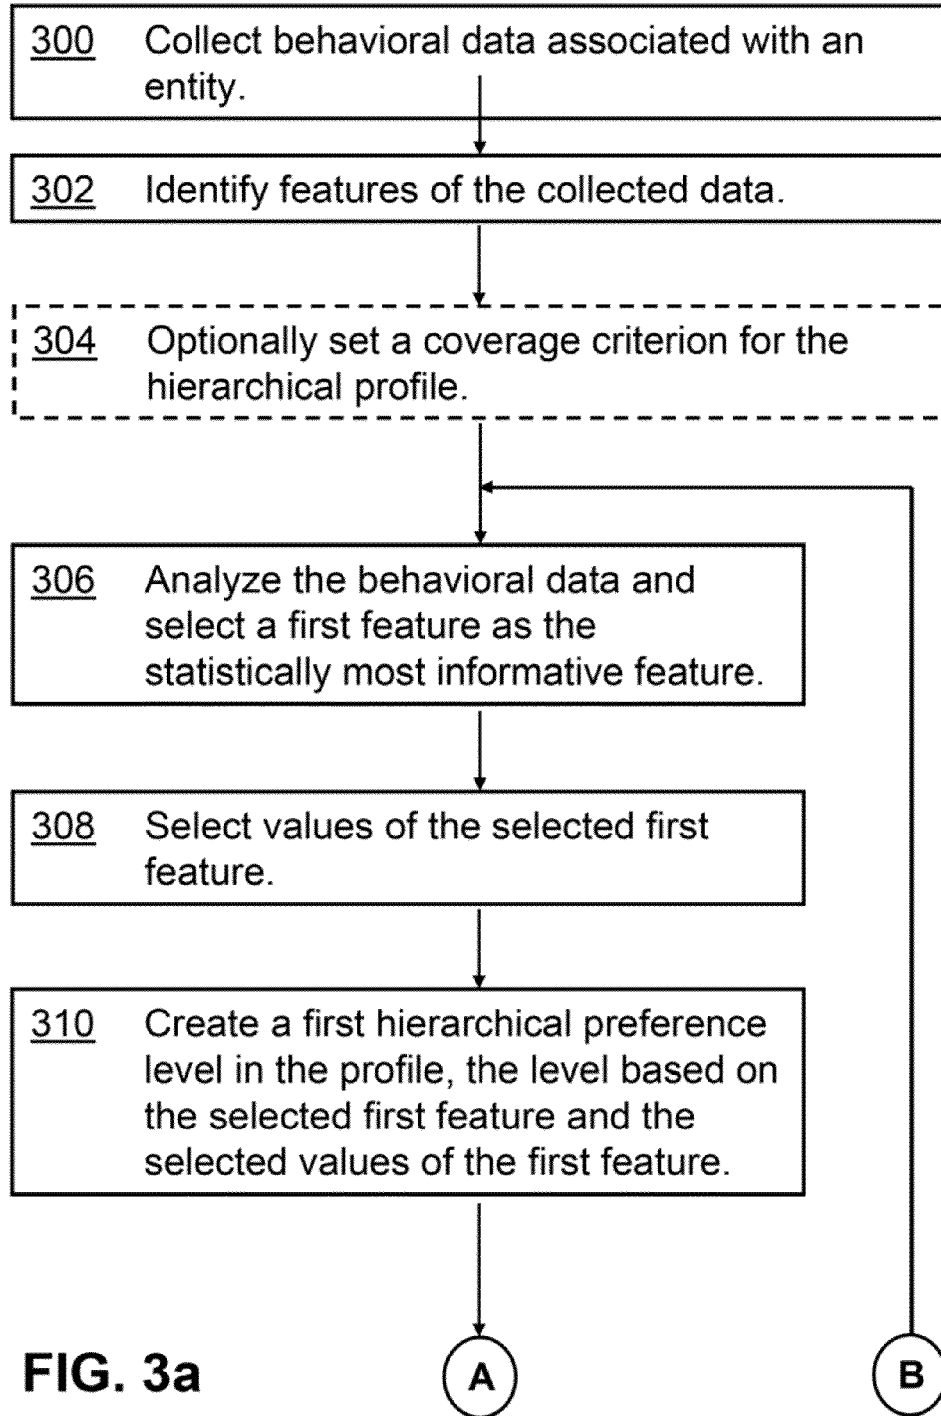 300 Collect behavioral data associated with an
entity.
302 Identify features of the collected data.
304 Optionally set a coverage criterion for the
hierarchical profile.
306 Analyze the behavioral data and
select a first feature as the
statistically most informative feature.
308 Select values of the selected first
feature.
310 Create a first hierarchical preference
level in the profile, the level based on
the selected first feature and the
selected values of the first feature.
FIG. 3a A B